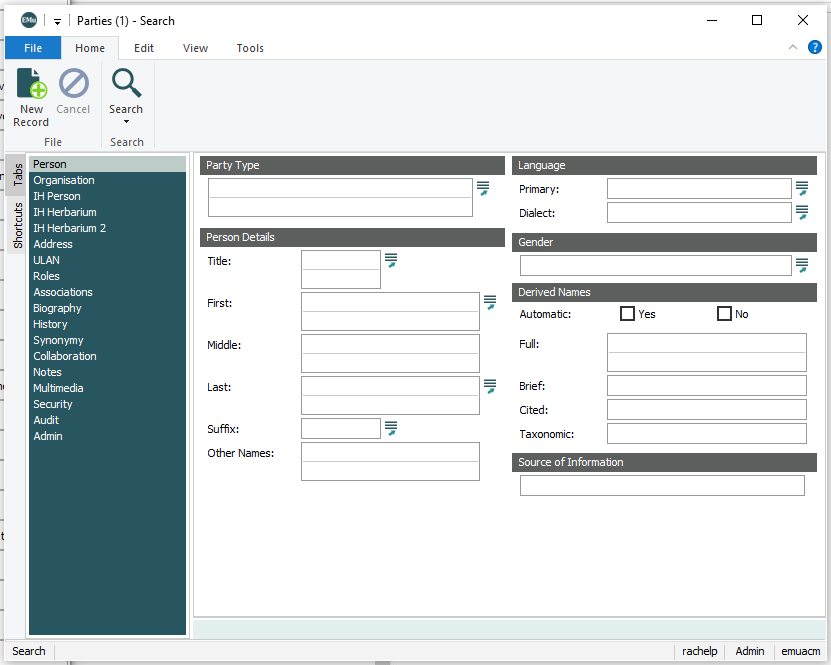 EMu
Parties (1) - Search
File Home Edit View Tools
?
New Record
Cancel
Search
File
Search
Tabs
Shortcuts
Person
Organisation
IH Person
IH Herbarium
IH Herbarium 2
Address
ULAN
Roles
Associations
Biography
History
Synonymy
Collaboration
Notes
Multimedia
Security
Audit
Admin
Party Type
Person Details
Title:
First:
Middle:
Last:
Suffix:
Other Names:
Language
Primary:
Dialect:
Gender
Derived Names
Automatic: Yes No
Full:
Brief:
Cited:
Taxonomic:
Source of Information
Search
rachelp Admin emuacm